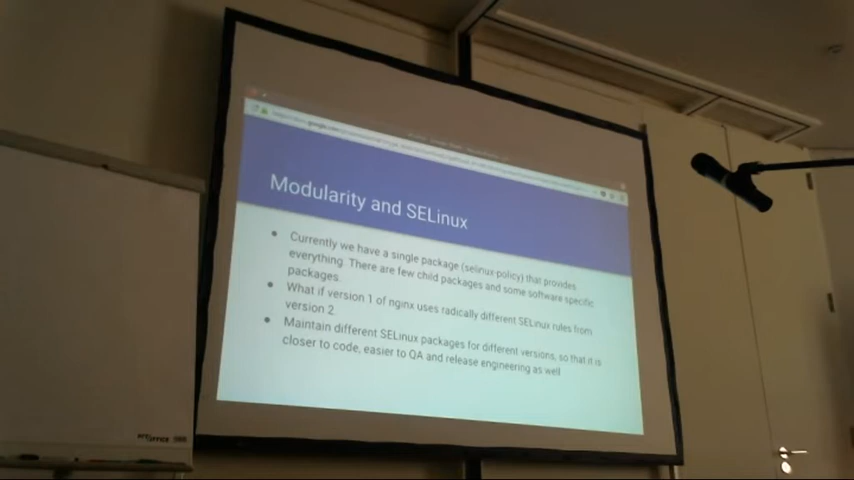 Modularity and SELinux
● Currently we have a single package (selinux-policy) that provides
everything. There are few child packages and some software specific
packages.
● What if version 1 of nginx uses radically different SELinux rules from
version 2.
● Maintain different SELinux packages for different versions, so that it is
closer to code, easier to QA and release engineering as well